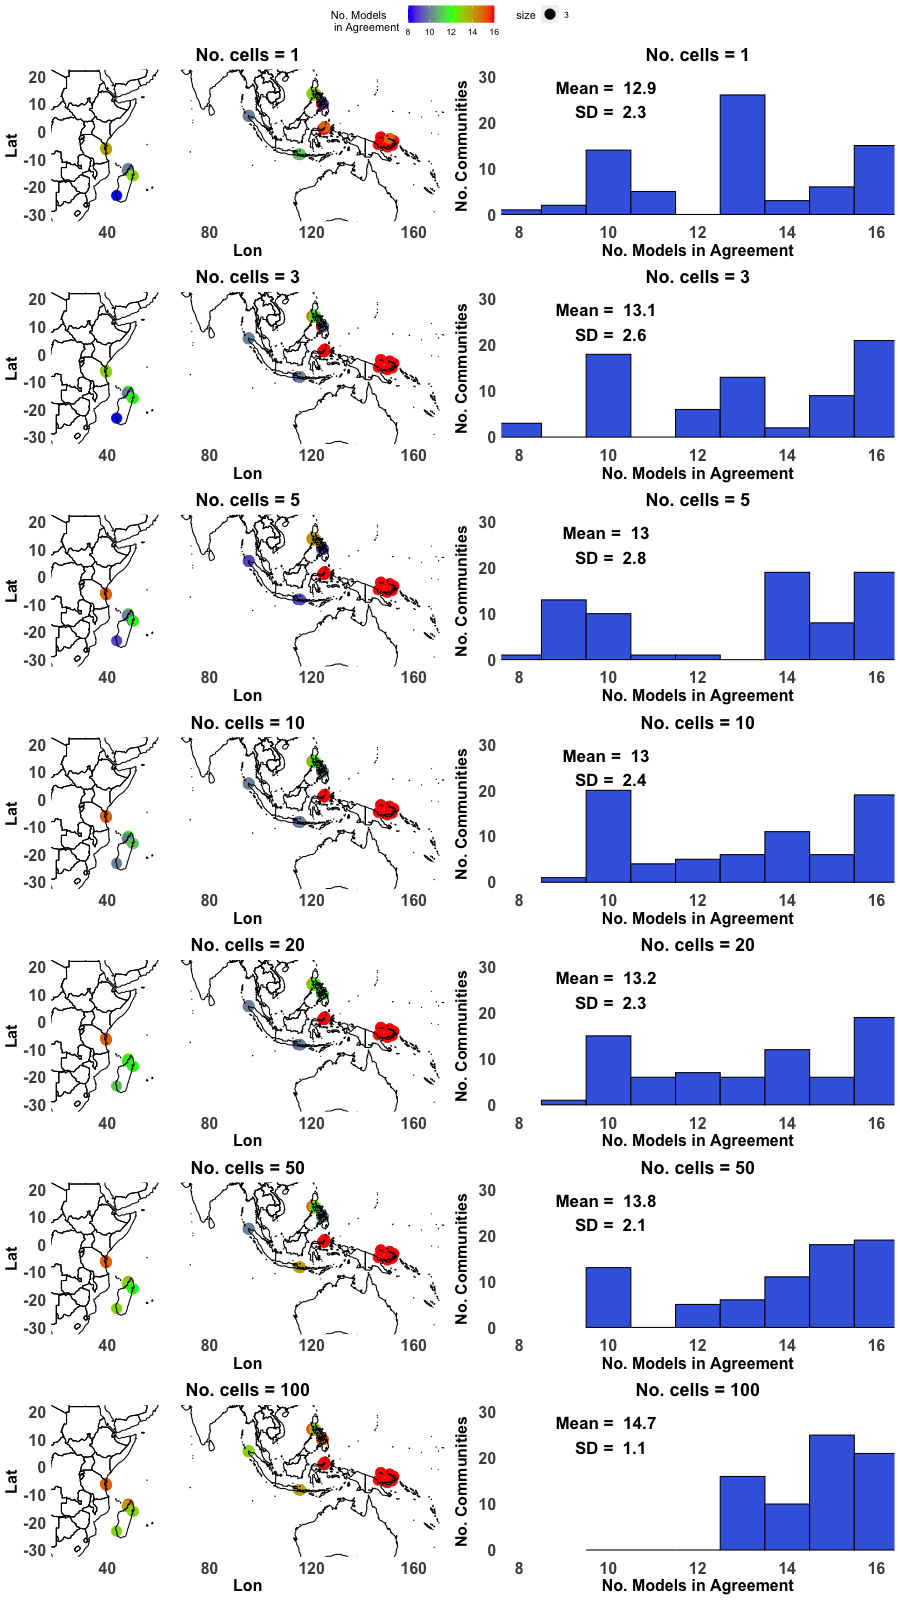 No. Models
in Agreement
8 10 12 14 16
size 3
No. cells = 1
No. cells = 1
Lat
20
10
0
-10
-20
-30
40 80 120 160
Lon
No. Communities
30
20
10
0
Mean = 12.9
SD = 2.3
8 10 12 14 16
No. Models in Agreement
No. cells = 3
No. cells = 3
Lat
20
10
0
-10
-20
-30
40 80 120 160
Lon
No. Communities
30
20
10
0
Mean = 13.1
SD = 2.6
8 10 12 14 16
No. Models in Agreement
No. cells = 5
No. cells = 5
Lat
20
10
0
-10
-20
-30
40 80 120 160
Lon
No. Communities
30
20
10
0
Mean = 13
SD = 2.8
8 10 12 14 16
No. Models in Agreement
No. cells = 10
No. cells = 10
Lat
20
10
0
-10
-20
-30
40 80 120 160
Lon
No. Communities
30
20
10
0
Mean = 13
SD = 2.4
8 10 12 14 16
No. Models in Agreement
No. cells = 20
No. cells = 20
Lat
20
10
0
-10
-20
-30
40 80 120 160
Lon
No. Communities
30
20
10
0
Mean = 13.2
SD = 2.3
8 10 12 14 16
No. Models in Agreement
No. cells = 50
No. cells = 50
Lat
20
10
0
-10
-20
-30
40 80 120 160
Lon
No. Communities
30
20
10
0
Mean = 13.8
SD = 2.1
8 10 12 14 16
No. Models in Agreement
No. cells = 100
No. cells = 100
Lat
20
10
0
-10
-20
-30
40 80 120 160
Lon
No. Communities
30
20
10
0
Mean = 14.7
SD = 1.1
8 10 12 14 16
No. Models in Agreement